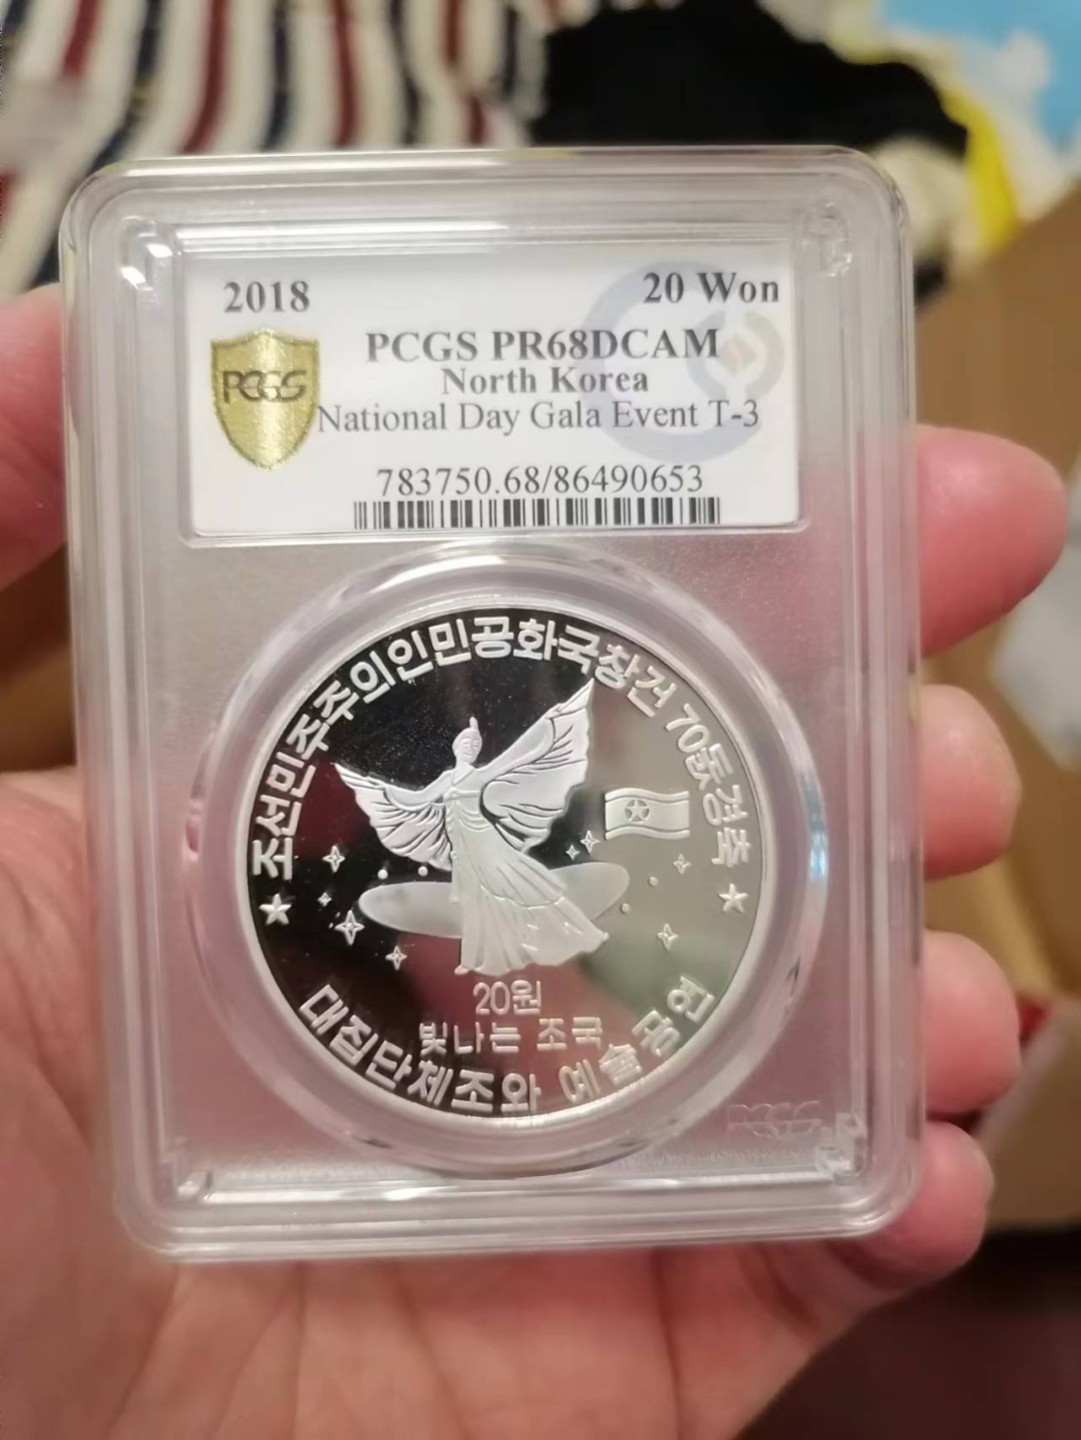 2018
20 Won
PCGS PR68DCAM
North Korea
PCGS
National Day Gala Event T-3
783750.68/86490653
조선민주주의인민공화국창건 70돐경축
20원
빛나는 조국
대집단체조와 예술공연
PCGS